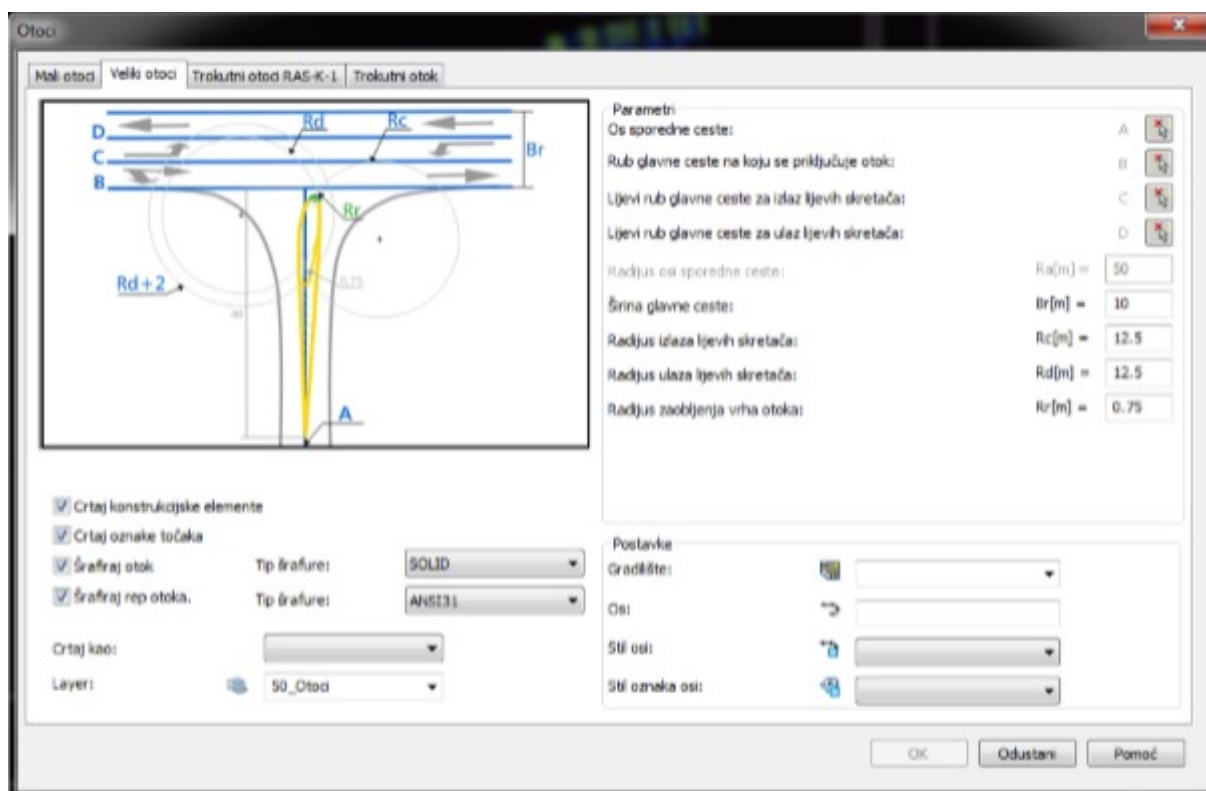 Otoci
Mali otoci Veliki otoci Trokutni otoci RAS-K-1 Trokutni otok
D
C
B
Rd
Rc
Br
Rr
0.75
Rd+2
40
A
Crtaj konstrukcijske elemente
Crtaj oznake točaka
Šrafiraj otok Tip šrafure: SOLID
Šrafiraj rep otoka. Tip šrafure: ANSI31
Crtaj kao:
Layer: 50_Otoci
Parametri
Os sporedne ceste: A
Rub glavne ceste na koju se priključuje otok: B
Lijevi rub glavne ceste za izlaz lijevih skretača: C
Lijevi rub glavne ceste za ulaz lijevih skretača: D
Radijus osi sporedne ceste: Ra[m] = 50
Širina glavne ceste: Br[m] = 10
Radijus izlaza lijevih skretača: Rc[m] = 12.5
Radijus ulaza lijevih skretača: Rd[m] = 12.5
Radijus zaobljenja vrha otoka: Rr[m] = 0.75
Postavke
Gradilište:
Os:
Stil osi:
Stil oznaka osi:
OK Odustani Pomoć